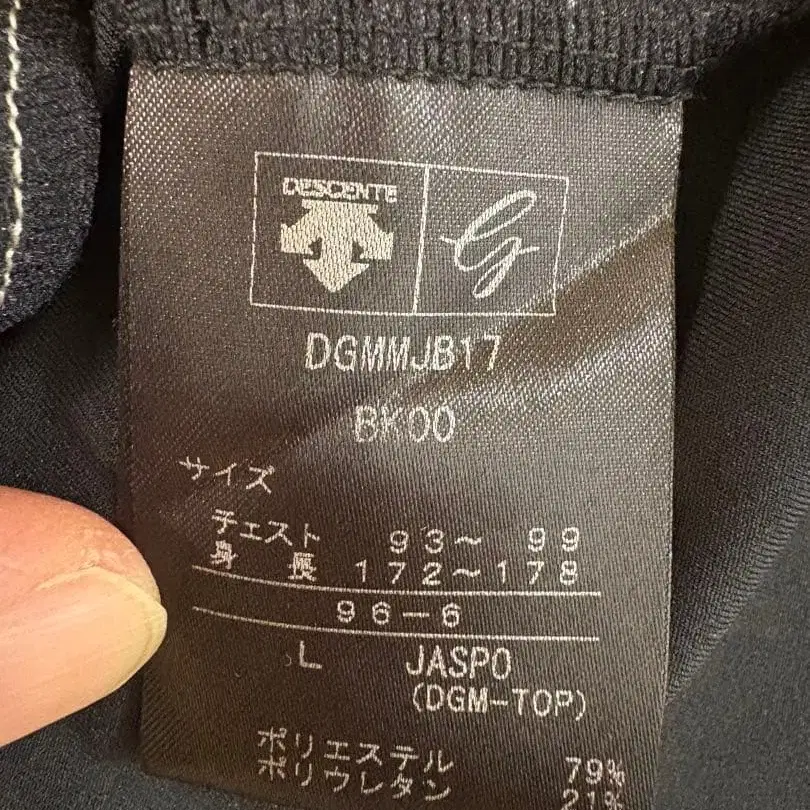 DESCENTE
G
DGMMJB17
BK00
サイズ
チェスト 93～ 99
身 長 172～178
96-6
L JASPO
(DGM-TOP)
ポリエステル 79%
ポリウレタン 21%